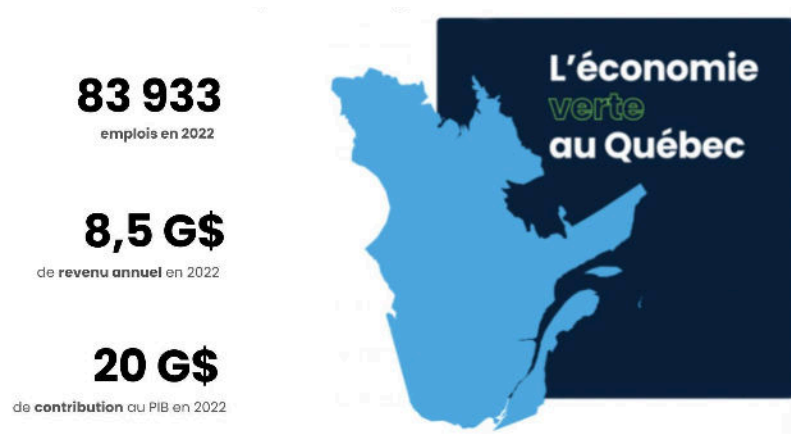 83 933
emplois en 2022
8,5 G$
de revenu annuel en 2022
20 G$
de contribution au PIB en 2022
L'économie
verte
au Québec